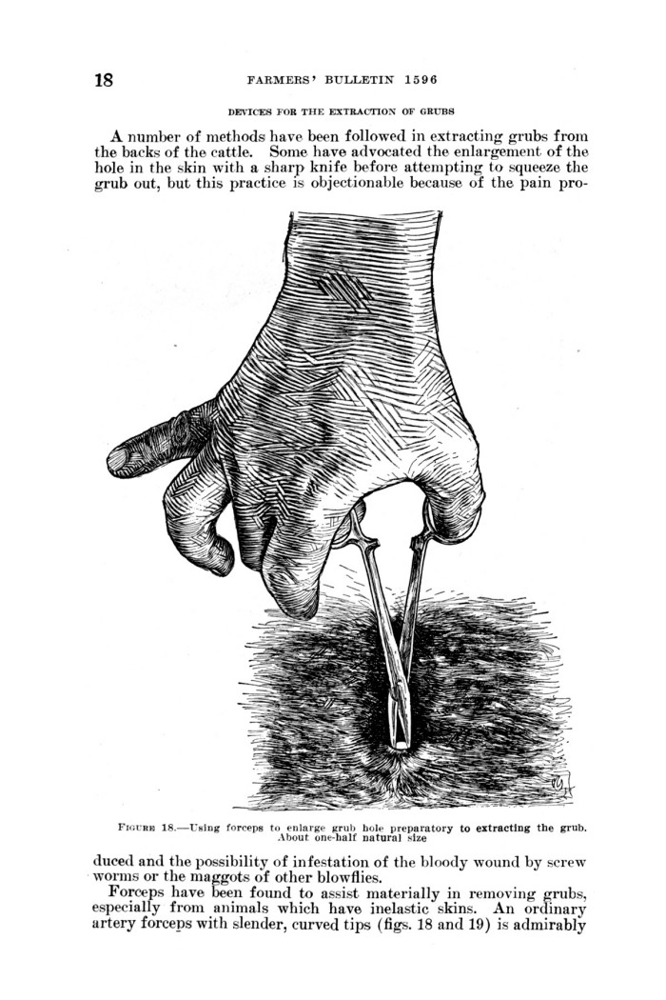 18 FARMERS' BULLETIN 1596
DEVICES FOR THE EXTRACTION OF GRUBS
A number of methods have been followed in extracting grubs from
the backs of the cattle. Some have advocated the enlargement of the
hole in the skin with a sharp knife before attempting to squeeze the
grub out, but this practice is objectionable because of the pain pro-
FIGURE 18.—Using forceps to enlarge grub hole preparatory to extracting the grub.
About one-half natural size
duced and the possibility of infestation of the bloody wound by screw
worms or the maggots of other blowflies.
Forceps have been found to assist materially in removing grubs,
especially from animals which have inelastic skins. An ordinary
artery forceps with slender, curved tips (figs. 18 and 19) is admirably